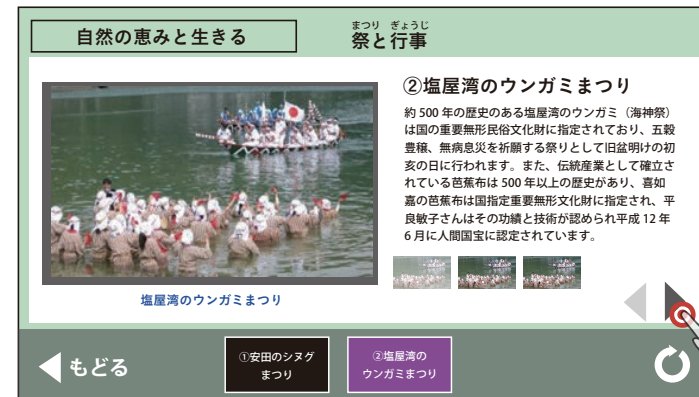 自然の恵みと生きる
まつり ぎょうじ
祭と行事
②塩屋湾のウンガミまつり
約 500 年の歴史のある塩屋湾のウンガミ（海神祭）
は国の重要無形民俗文化財に指定されており、五穀
豊穣、無病息災を祈願する祭りとして旧盆明けの初
亥の日に行われます。また、伝統産業として確立さ
れている芭蕉布は 500 年以上の歴史があり、喜如
嘉の芭蕉布は国指定重要無形文化財に指定され、平
良敏子さんはその功績と技術が認められ平成 12 年
6 月に人間国宝に認定されています。
塩屋湾のウンガミまつり
もどる
①安田のシヌグ
まつり
②塩屋湾の
ウンガミまつり